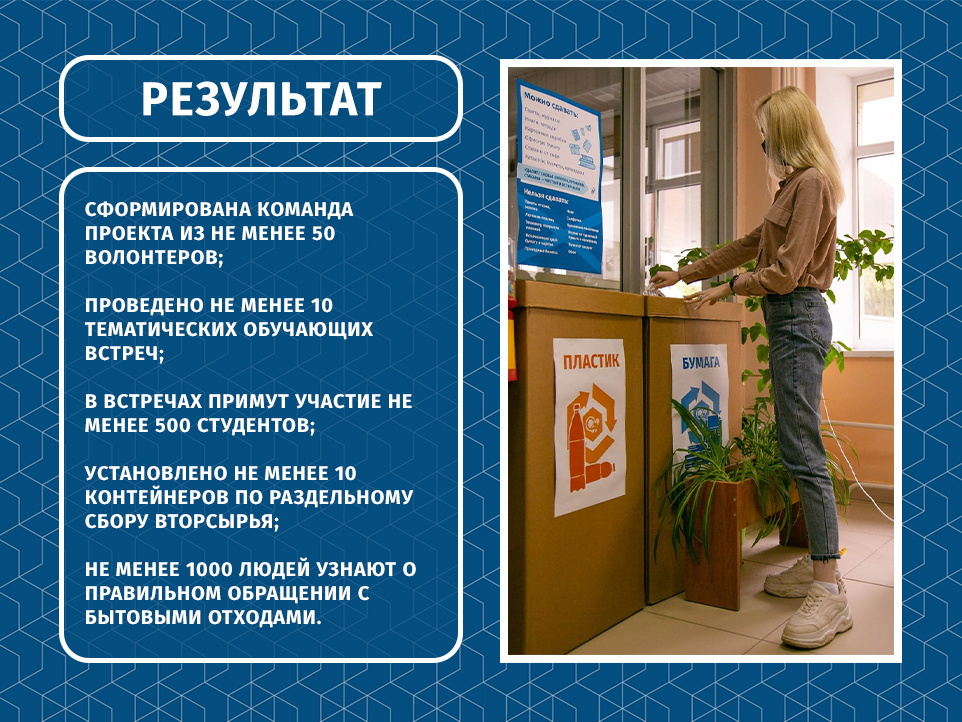 РЕЗУЛЬТАТ
СФОРМИРОВАНА КОМАНДА
ПРОЕКТА ИЗ НЕ МЕНЕЕ 50
ВОЛОНТЕРОВ;
ПРОВЕДЕНО НЕ МЕНЕЕ 10
ТЕМАТИЧЕСКИХ ОБУЧАЮЩИХ
ВСТРЕЧ;
В ВСТРЕЧАХ ПРИМУТ УЧАСТИЕ НЕ
МЕНЕЕ 500 СТУДЕНТОВ;
УСТАНОВЛЕНО НЕ МЕНЕЕ 10
КОНТЕЙНЕРОВ ПО РАЗДЕЛЬНОМУ
СБОРУ ВТОРСЫРЬЯ;
НЕ МЕНЕЕ 1000 ЛЮДЕЙ УЗНАЮТ О
ПРАВИЛЬНОМ ОБРАЩЕНИИ С
БЫТОВЫМИ ОТХОДАМИ.
Можно сдавать:
Нельзя сдавать:
ПЛАСТИК
БУМАГА